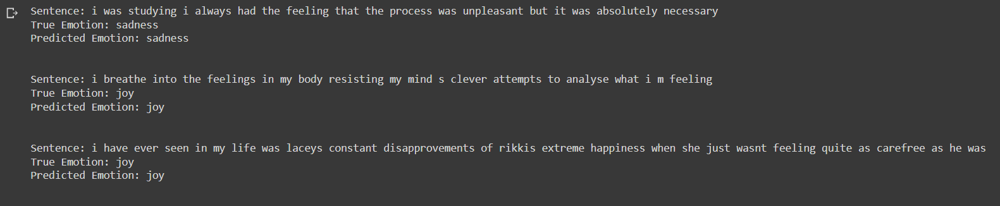 Sentence: i was studying i always had the feeling that the process was unpleasant but it was absolutely necessary
True Emotion: sadness
Predicted Emotion: sadness
Sentence: i breathe into the feelings in my body resisting my mind s clever attempts to analyse what i m feeling
True Emotion: joy
Predicted Emotion: joy
Sentence: i have ever seen in my life was laceys constant disapprovements of rikkis extreme happiness when she just wasnt feeling quite as carefree as he was
True Emotion: joy
Predicted Emotion: joy